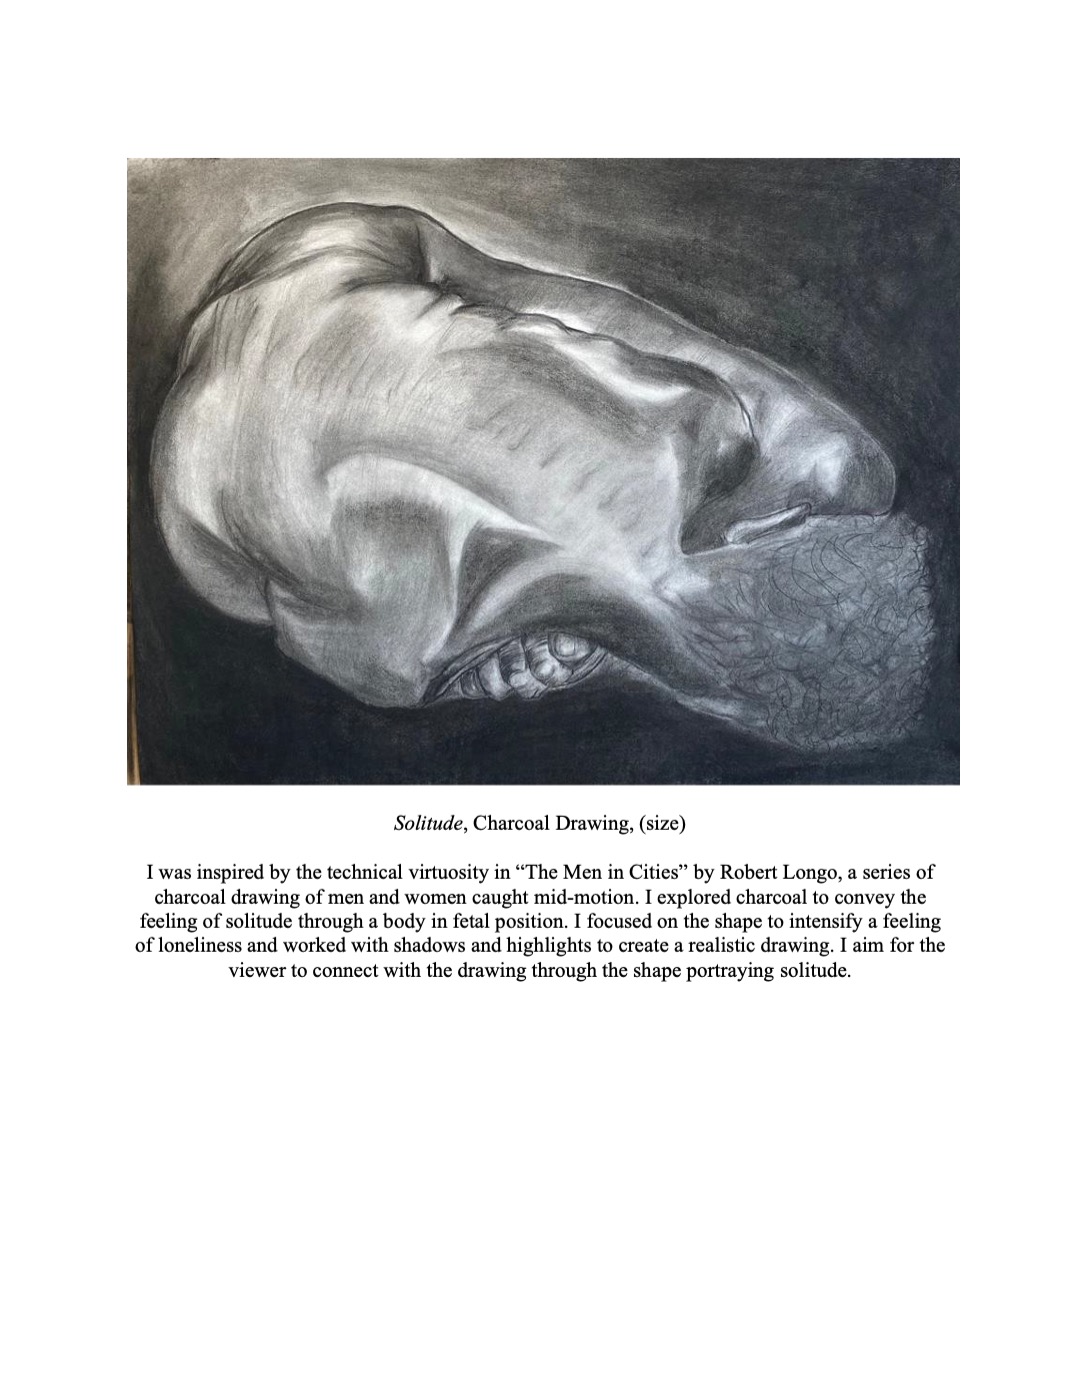 Solitude, Charcoal Drawing, (size)
I was inspired by the technical virtuosity in “The Men in Cities” by Robert Longo, a series of
charcoal drawing of men and women caught mid-motion. I explored charcoal to convey the
feeling of solitude through a body in fetal position. I focused on the shape to intensify a feeling
of loneliness and worked with shadows and highlights to create a realistic drawing. I aim for the
viewer to connect with the drawing through the shape portraying solitude.